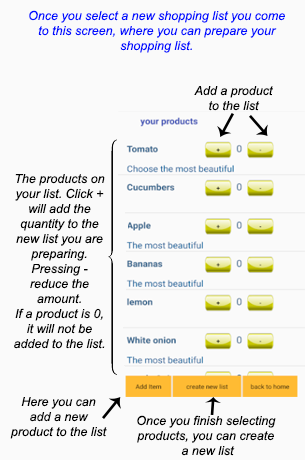 Once you select a new shopping list you come
to this screen, where you can prepare your
shopping list.
Add a product
to the list
your products
Tomato + 0 -
Choose the most beautiful
Cucumbers + 0 -
Apple + 0 -
The most beautiful
Bananas + 0 -
The most beautiful
lemon + 0 -
White onion + 0 -
The most beautiful
The products on
your list. Click +
will add the
quantity to the
new list you are
preparing.
Pressing -
reduce the
amount.
If a product is 0,
it will not be
added to the list.
Add Item create new list back to home
Here you can
add a new
product to the list
Once you finish selecting
products, you can create
a new list